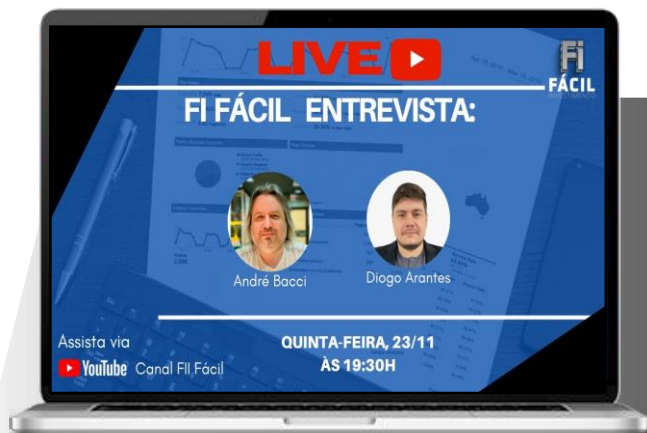 LIVE
Fi
FÁCIL
INVESTIMENTO
FI FÁCIL ENTREVISTA:
André Bacci
Diogo Arantes
Assista via
YouTube Canal FII Fácil
QUINTA-FEIRA, 23/11
ÀS 19:30H